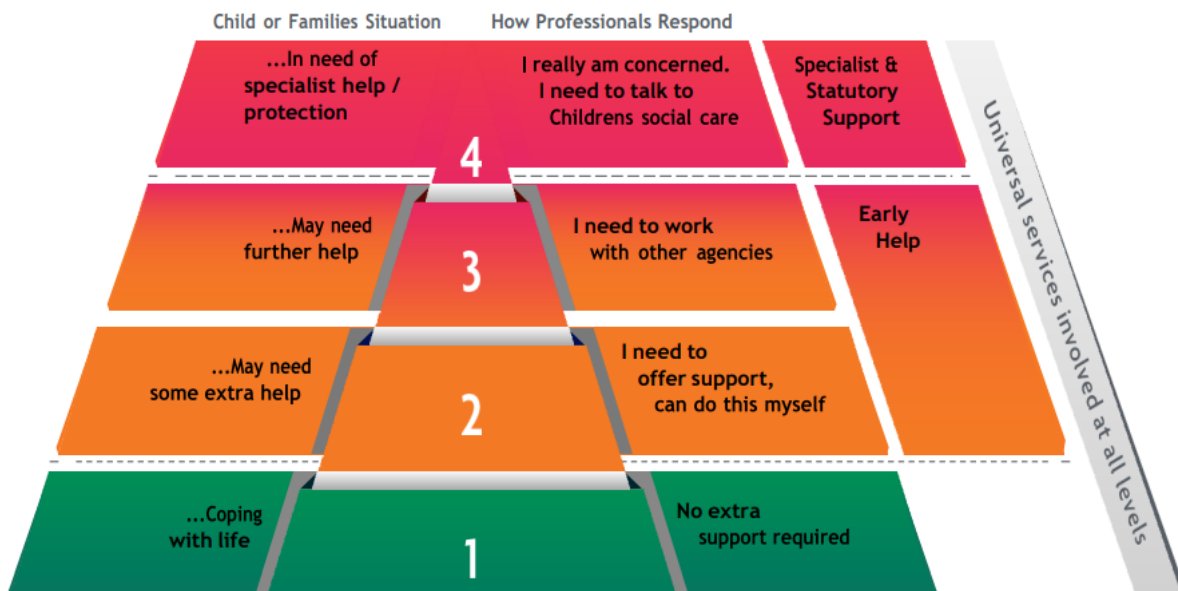 Child or Families Situation
How Professionals Respond
...In need of
specialist help /
protection
I really am concerned.
I need to talk to
Childrens social care
Specialist &
Statutory
Support
4
...May need
further help
I need to work
with other agencies
Early
Help
3
...May need
some extra help
I need to
offer support,
can do this myself
2
...Coping
with life
No extra
support required
1
Universal services involved at all levels